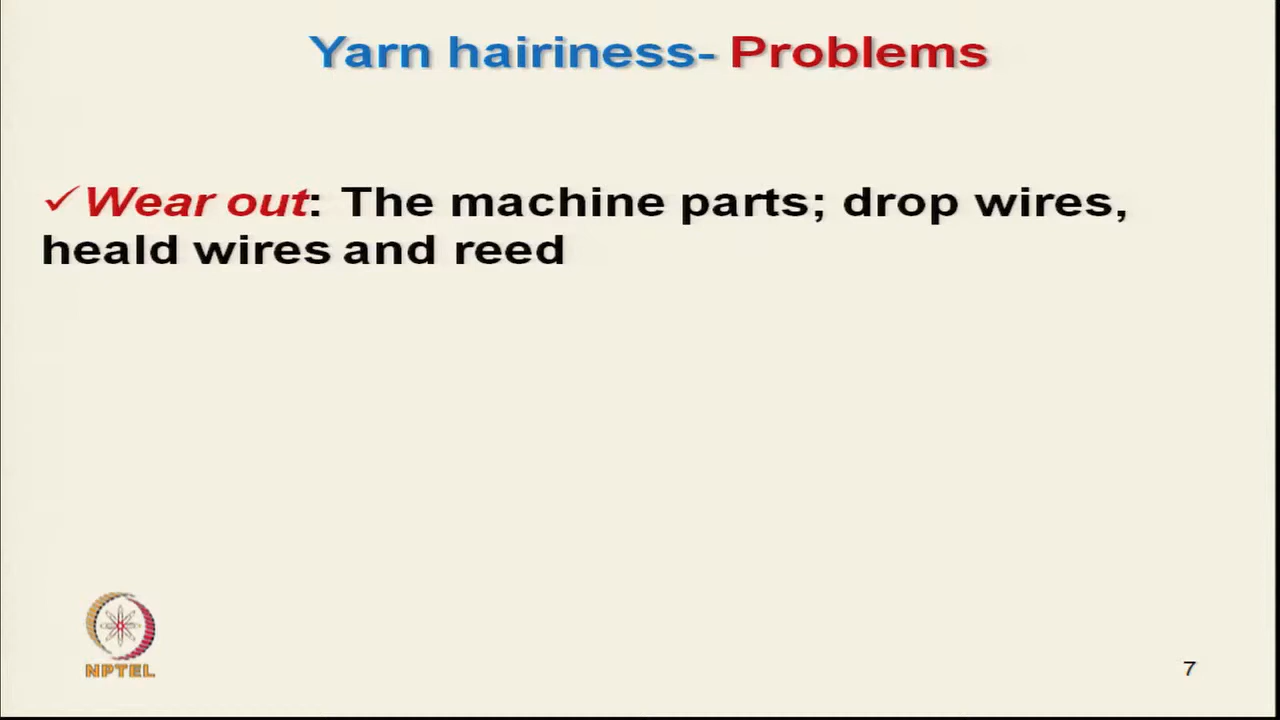 Yarn hairiness- Problems
✓Wear out: The machine parts; drop wires,
heald wires and reed
NPTEL
7